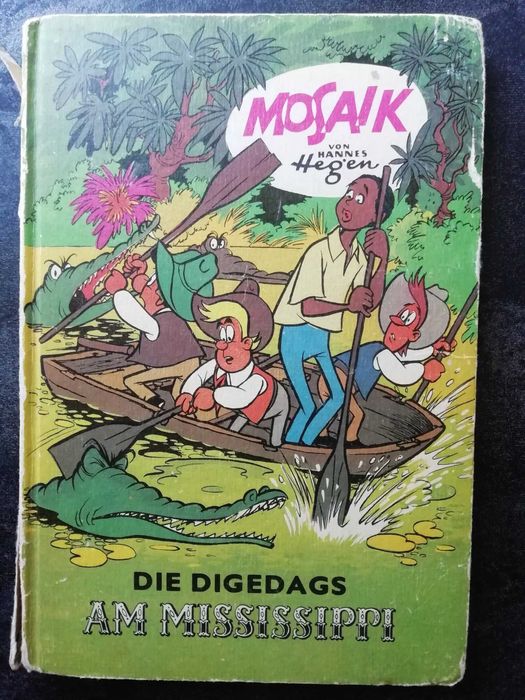 MOSAIK
VON
HANNES
Hegen
DIE DIGEDAGS
AM MISSISSIPPI